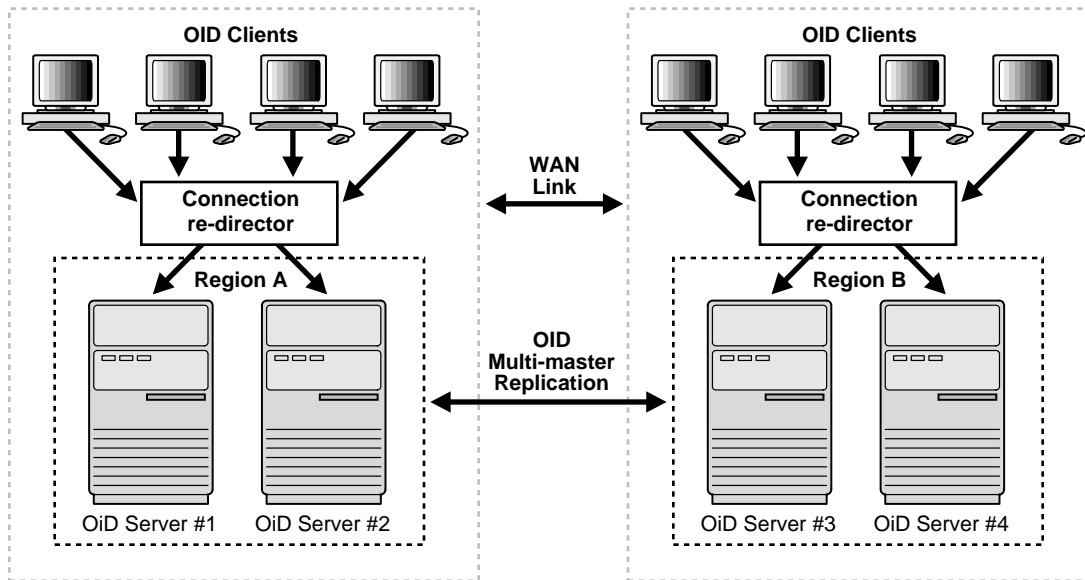 OID Clients
Connection
re-director
Region A
OiD Server #1
OiD Server #2
WAN
Link
OID
Multi-master
Replication
OID Clients
Connection
re-director
Region B
OiD Server #3
OiD Server #4